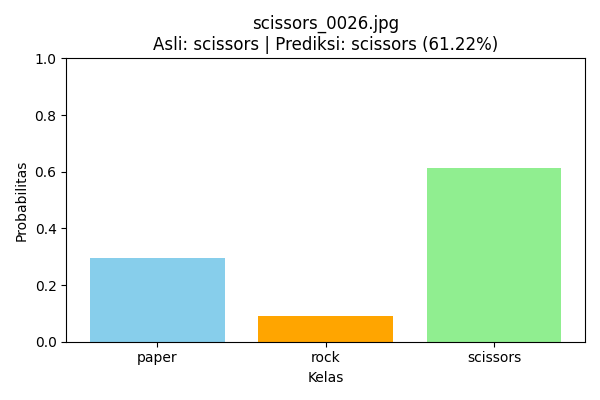 scissors_0026.jpg
Asli: scissors | Prediksi: scissors (61.22%)
1.0
0.8
0.6
0.4
0.2
0.0
Probabilitas
paper
rock
scissors
Kelas